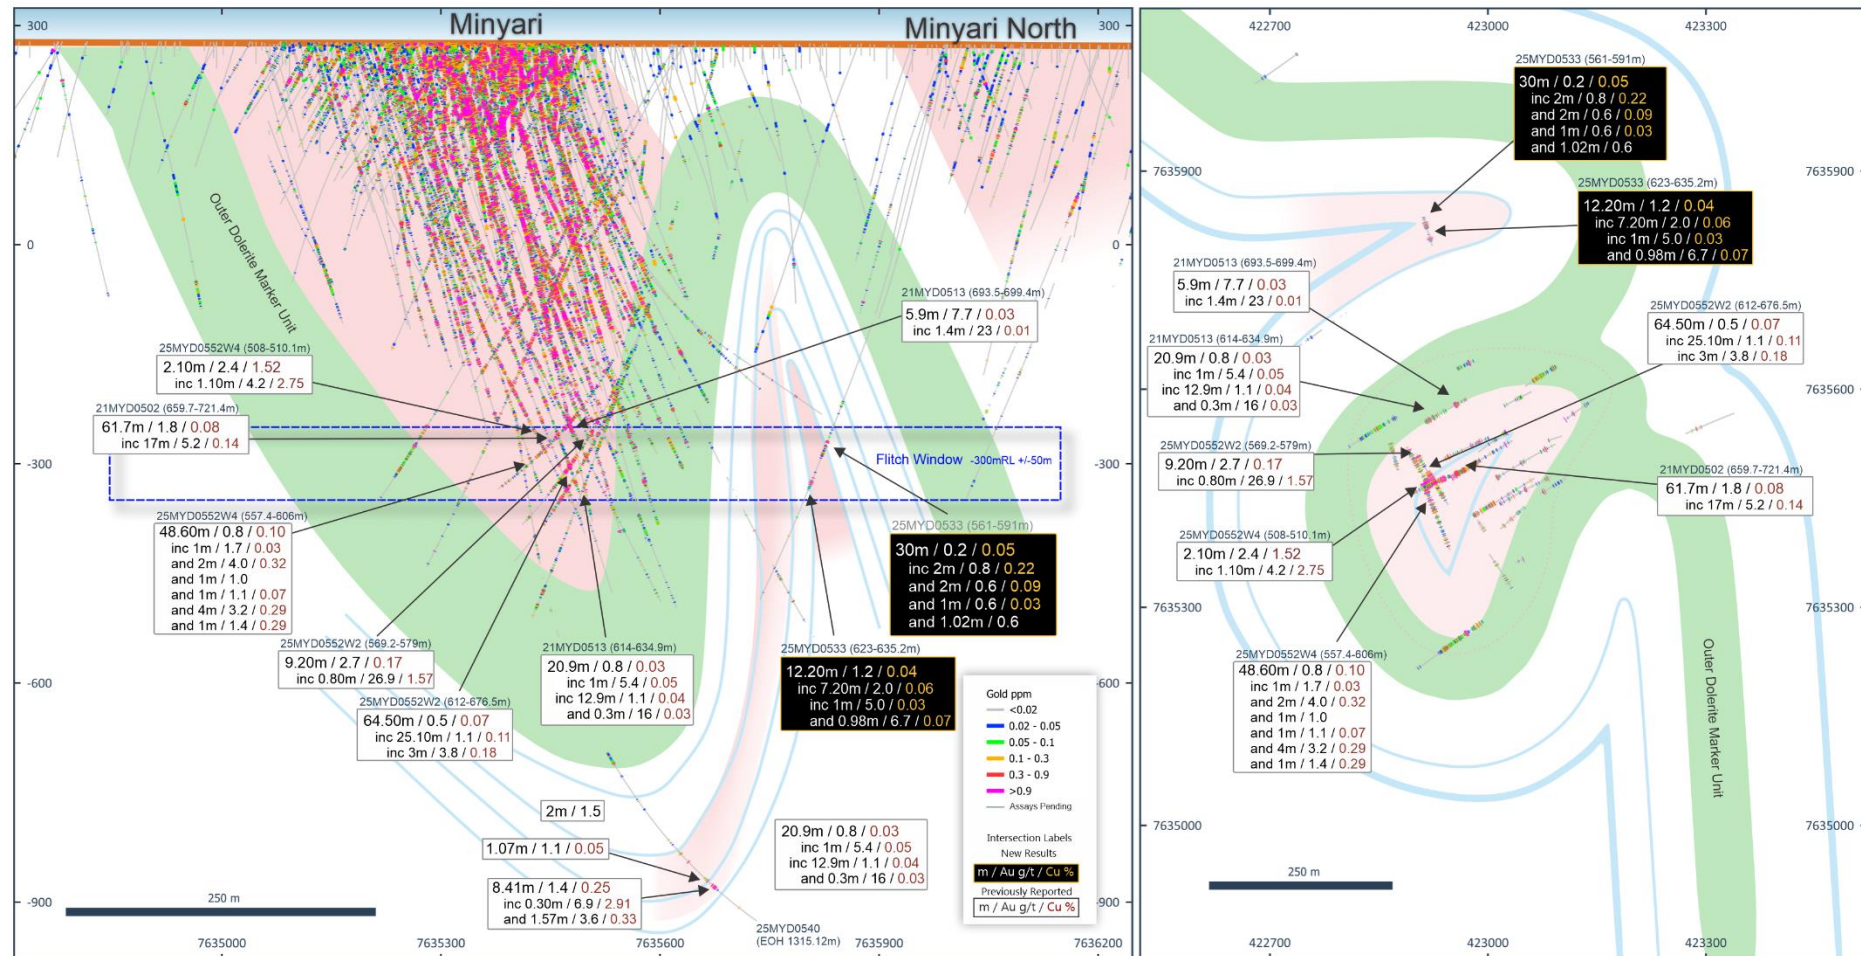 Minyari
Minyari North
300
300
0
0
-300
-300
-600
-600
-900
-900
Outer Dolerite Marker Unit
21MYD0513 (693.5-699.4m)
5.9m / 7.7 / 0.03
inc 1.4m / 23 / 0.01
25MYD0552W4 (508-510.1m)
2.10m / 2.4 / 1.52
inc 1.10m / 4.2 / 2.75
21MYD0502 (659.7-721.4m)
61.7m / 1.8 / 0.08
inc 17m / 5.2 / 0.14
Flitch Window -300mRL +/-50m
25MYD0552W4 (557.4-606m)
48.60m / 0.8 / 0.10
inc 1m / 1.7 / 0.03
and 2m / 4.0 / 0.32
and 1m / 1.0
and 1m / 1.1 / 0.07
and 4m / 3.2 / 0.29
and 1m / 1.4 / 0.29
25MYD0533 (561-591m)
30m / 0.2 / 0.05
inc 2m / 0.8 / 0.22
and 2m / 0.6 / 0.09
and 1m / 0.6 / 0.03
and 1.02m / 0.6
25MYD0552W2 (569.2-579m)
9.20m / 2.7 / 0.17
inc 0.80m / 26.9 / 1.57
21MYD0513 (614-634.9m)
20.9m / 0.8 / 0.03
inc 1m / 5.4 / 0.05
inc 12.9m / 1.1 / 0.04
and 0.3m / 16 / 0.03
25MYD0533 (623-635.2m)
12.20m / 1.2 / 0.04
inc 7.20m / 2.0 / 0.06
inc 1m / 5.0 / 0.03
and 0.98m / 6.7 / 0.07
25MYD0552W2 (612-676.5m)
64.50m / 0.5 / 0.07
inc 25.10m / 1.1 / 0.11
inc 3m / 3.8 / 0.18
2m / 1.5
1.07m / 1.1 / 0.05
8.41m / 1.4 / 0.25
inc 0.30m / 6.9 / 2.91
and 1.57m / 3.6 / 0.33
20.9m / 0.8 / 0.03
inc 1m / 5.4 / 0.05
inc 12.9m / 1.1 / 0.04
and 0.3m / 16 / 0.03
25MYD0540
(EOH 1315.12m)
Gold ppm
<0.02
0.02 - 0.05
0.05 - 0.1
0.1 - 0.3
0.3 - 0.9
>0.9
Assays Pending
Intersection Labels
New Results
m / Au g/t / Cu %
Previously Reported
m / Au g/t / Cu %
250 m
7635000
7635300
7635600
7635900
7636200
422700
423000
423300
25MYD0533 (561-591m)
30m / 0.2 / 0.05
inc 2m / 0.8 / 0.22
and 2m / 0.6 / 0.09
and 1m / 0.6 / 0.03
and 1.02m / 0.6
7635900
7635900
25MYD0533 (623-635.2m)
12.20m / 1.2 / 0.04
inc 7.20m / 2.0 / 0.06
inc 1m / 5.0 / 0.03
and 0.98m / 6.7 / 0.07
21MYD0513 (693.5-699.4m)
5.9m / 7.7 / 0.03
inc 1.4m / 23 / 0.01
25MYD0552W2 (612-676.5m)
64.50m / 0.5 / 0.07
inc 25.10m / 1.1 / 0.11
inc 3m / 3.8 / 0.18
21MYD0513 (614-634.9m)
20.9m / 0.8 / 0.03
inc 1m / 5.4 / 0.05
inc 12.9m / 1.1 / 0.04
and 0.3m / 16 / 0.03
7635600
7635600
25MYD0552W2 (569.2-579m)
9.20m / 2.7 / 0.17
inc 0.80m / 26.9 / 1.57
21MYD0502 (659.7-721.4m)
61.7m / 1.8 / 0.08
inc 17m / 5.2 / 0.14
25MYD0552W4 (508-510.1m)
2.10m / 2.4 / 1.52
inc 1.10m / 4.2 / 2.75
7635300
7635300
25MYD0552W4 (557.4-606m)
48.60m / 0.8 / 0.10
inc 1m / 1.7 / 0.03
and 2m / 4.0 / 0.32
and 1m / 1.0
and 1m / 1.1 / 0.07
and 4m / 3.2 / 0.29
and 1m / 1.4 / 0.29
Outer Dolerite Marker Unit
7635000
7635000
250 m
422700
423000
423300